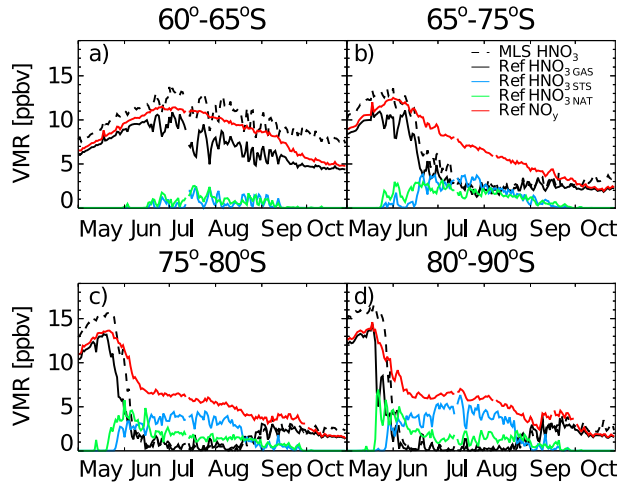 60°-65°S 65°-75°S
a) b)
MLS HNO3
Ref HNO3 GAS
Ref HNO3 STS
Ref HNO3 NAT
Ref NOy
VMR [ppbv]
15
10
5
0
May Jun Jul Aug Sep Oct May Jun Jul Aug Sep Oct
75°-80°S 80°-90°S
c) d)
VMR [ppbv]
15
10
5
0
May Jun Jul Aug Sep Oct May Jun Jul Aug Sep Oct